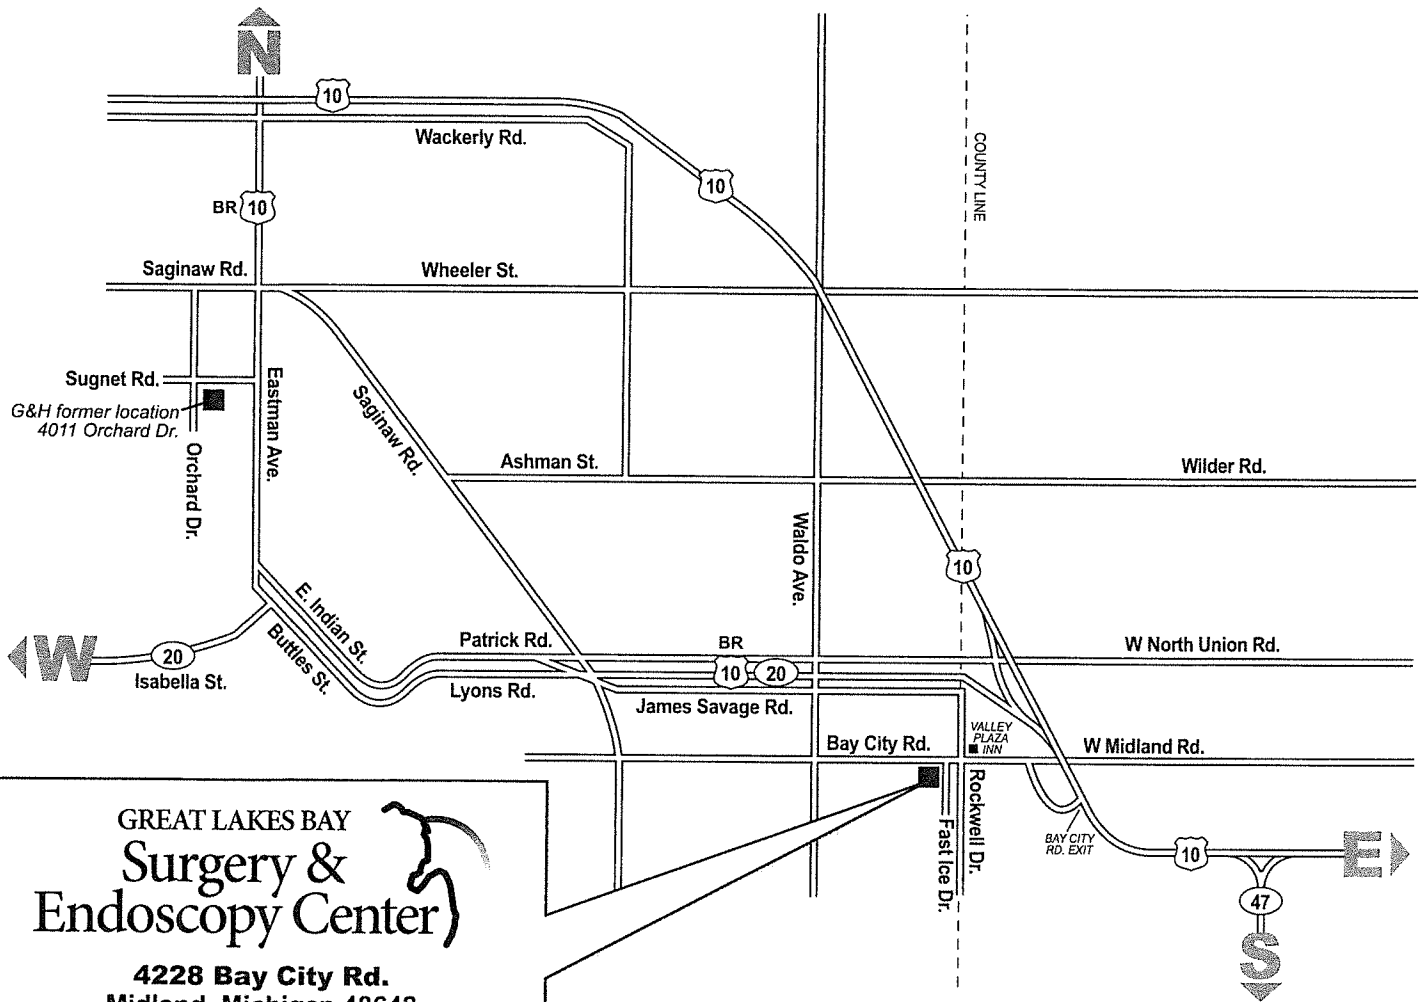 N
10
Wackerly Rd.
10
COUNTY LINE
BR 10
Saginaw Rd.
Wheeler St.
Sugnet Rd.
G&H former location
4011 Orchard Dr.
Orchard Dr.
Eastman Ave.
Saginaw Rd.
Ashman St.
Wilder Rd.
Waldo Ave.
10
E. Indian St.
Buttles St.
W
20
Isabella St.
Patrick Rd.
Lyons Rd.
BR
10 20
W North Union Rd.
James Savage Rd.
Bay City Rd.
VALLEY
PLAZA
INN
W Midland Rd.
Rockwell Dr.
Fast Ice Dr.
BAY CITY
RD. EXIT
10
E
47
S
GREAT LAKES BAY
Surgery &
Endoscopy Center
4228 Bay City Rd.
Midland, Michigan 48642